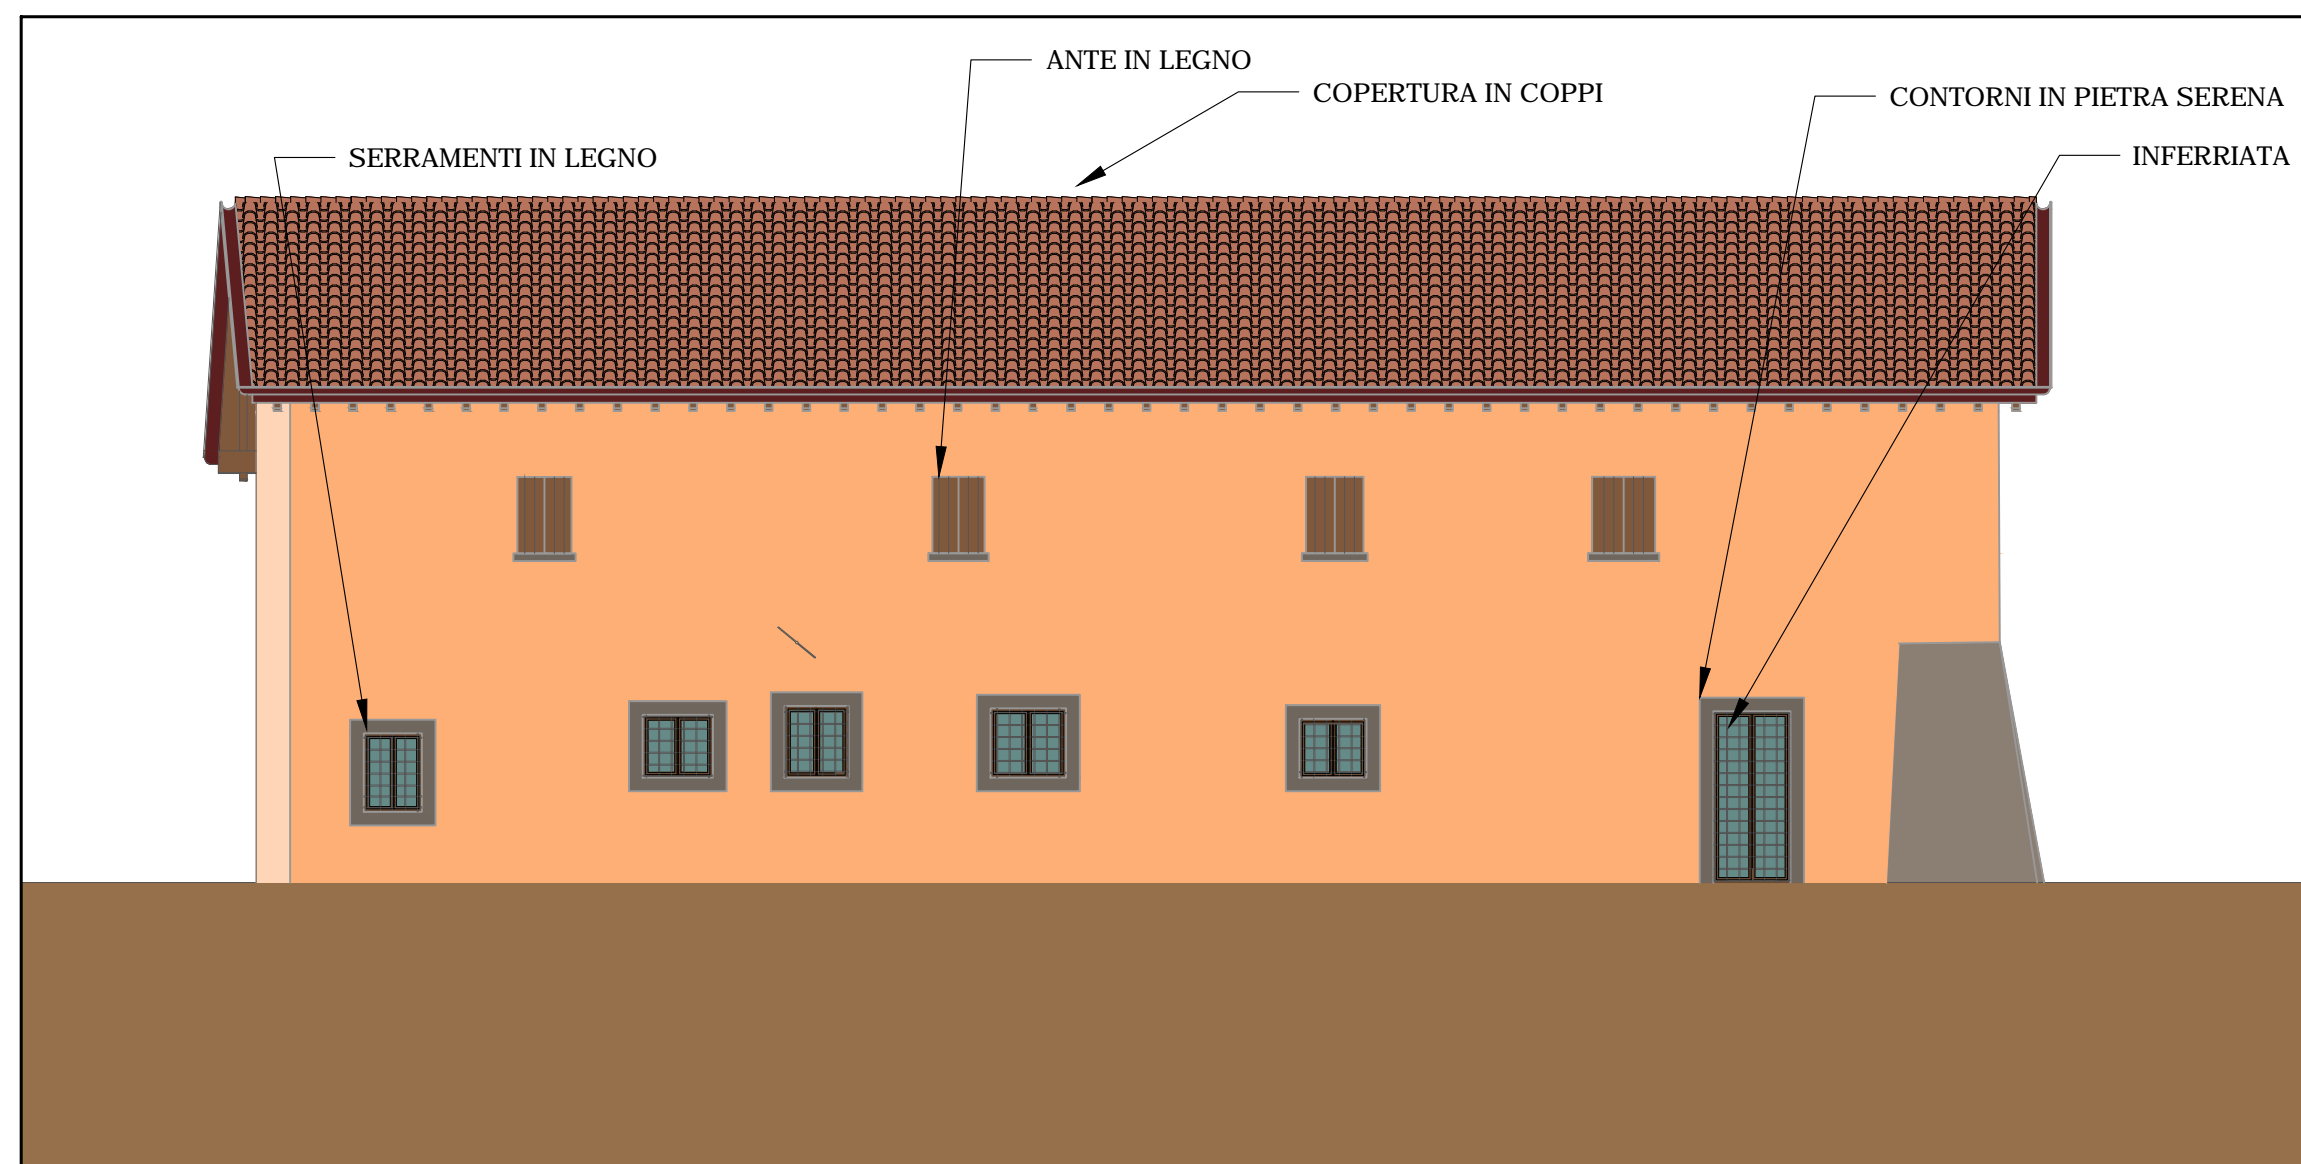 ANTE IN LEGNO
COPERTURA IN COPPI
CONTORNI IN PIETRA SERENA
SERRAMENTI IN LEGNO
INFERRIATA